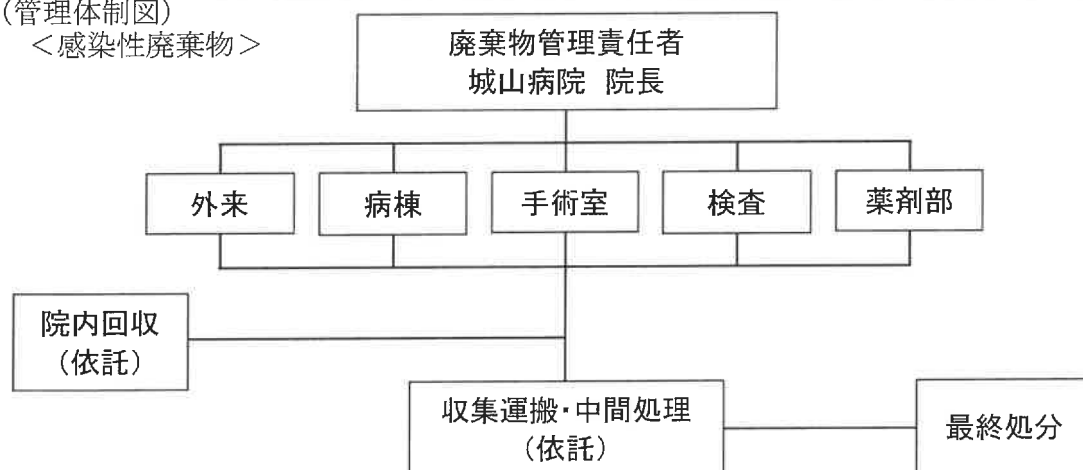 (管理体制図)
<感染性廃棄物>
廃棄物管理責任者
城山病院 院長
外来
病棟
手術室
検査
薬剤部
院内回収
(依託)
収集運搬・中間処理
(依託)
最終処分